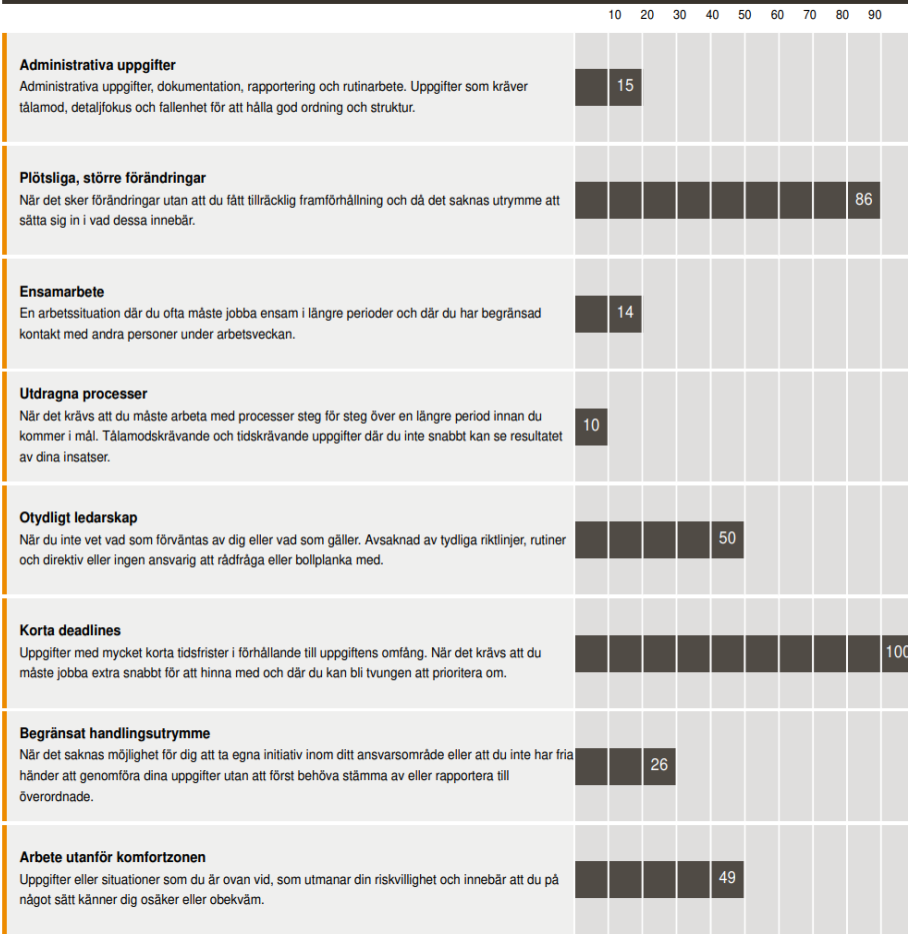 10 20 30 40 50 60 70 80 90
Administrativa uppgifter
Administrativa uppgifter, dokumentation, rapportering och rutinarbete. Uppgifter som kräver
tålamod, detaljfokus och fallenhet för att hålla god ordning och struktur.
15
Plötsliga, större förändringar
När det sker förändringar utan att du fått tillräcklig framförhållning och då det saknas utrymme att
sätta sig in i vad dessa innebär.
86
Ensamarbete
En arbetssituation där du ofta måste jobba ensam i längre perioder och där du har begränsad
kontakt med andra personer under arbetsveckan.
14
Utdragna processer
När det krävs att du måste arbeta med processer steg för steg över en längre period innan du
kommer i mål. Tålamodskrävande och tidskrävande uppgifter där du inte snabbt kan se resultatet
av dina insatser.
10
Otydligt ledarskap
När du inte vet vad som förväntas av dig eller vad som gäller. Avsaknad av tydliga riktlinjer, rutiner
och direktiv eller ingen ansvarig att rådfråga eller bollplanka med.
50
Korta deadlines
Uppgifter med mycket korta tidsfrister i förhållande till uppgiftens omfång. När det krävs att du
måste jobba extra snabbt för att hinna med och där du kan bli tvungen att prioritera om.
100
Begränsat handlingsutrymme
När det saknas möjlighet för dig att ta egna initiativ inom ditt ansvarsområde eller att du inte har fria
händer att genomföra dina uppgifter utan att först behöva stämma av eller rapportera till
överordnade.
26
Arbete utanför komfortzonen
Uppgifter eller situationer som du är ovan vid, som utmanar din riskvillighet och innebär att du på
något sätt känner dig osäker eller obekväm.
49